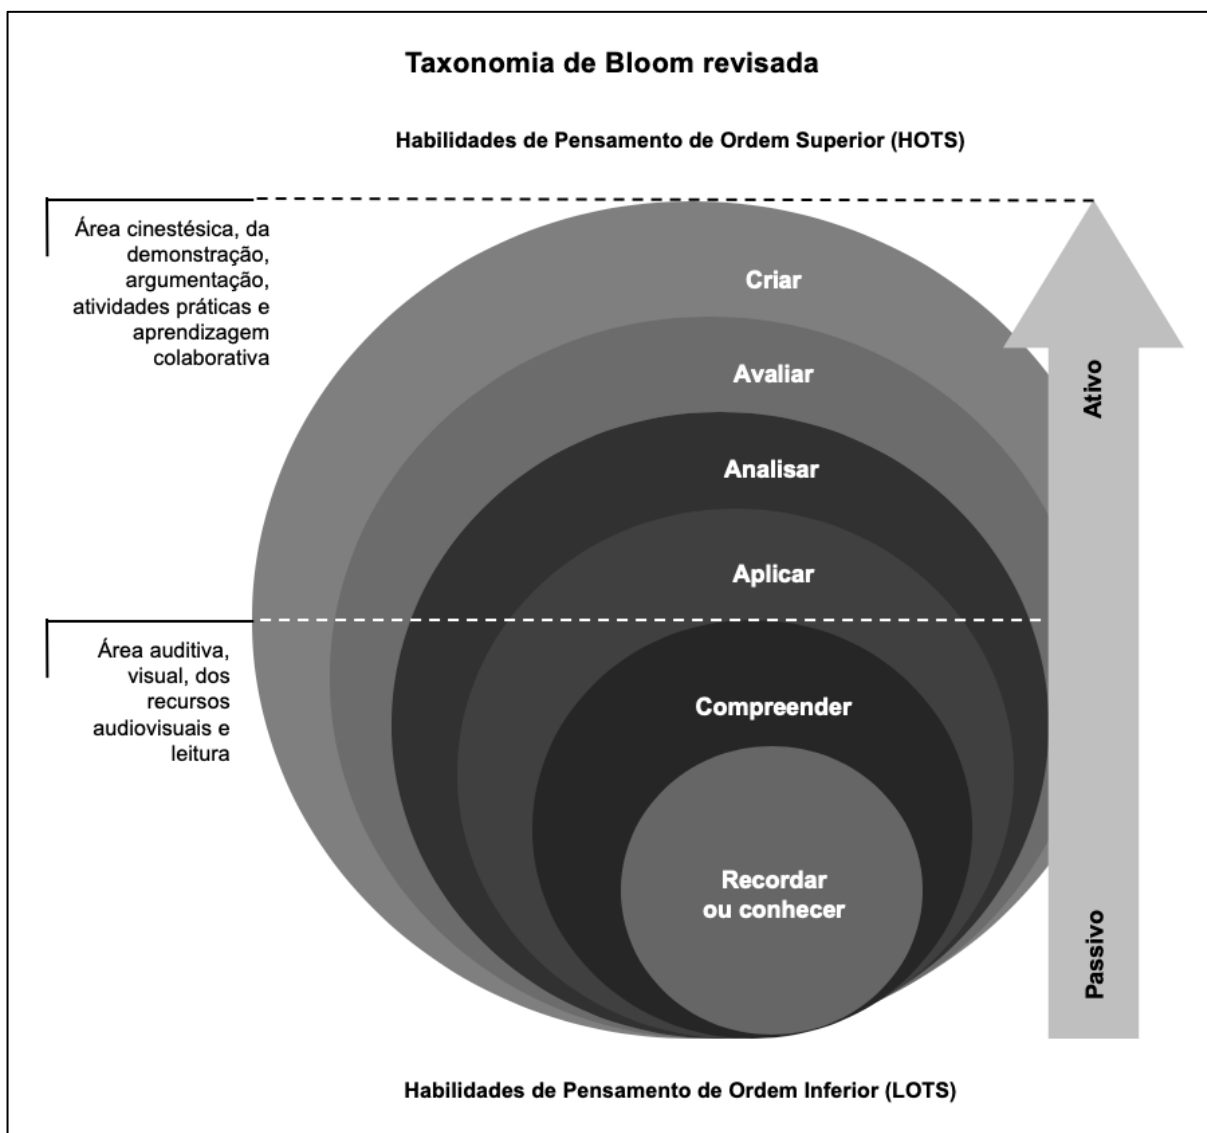 Taxonomia de Bloom revisada
Habilidades de Pensamento de Ordem Superior (HOTS)
Área cinestésica, da
demonstração,
argumentação,
atividades práticas e
aprendizagem
colaborativa
Criar
Avaliar
Analisar
Aplicar
Ativo
Área auditiva,
visual, dos
recursos
audiovisuais e
leitura
Compreender
Recordar
ou conhecer
Passivo
Habilidades de Pensamento de Ordem Inferior (LOTS)